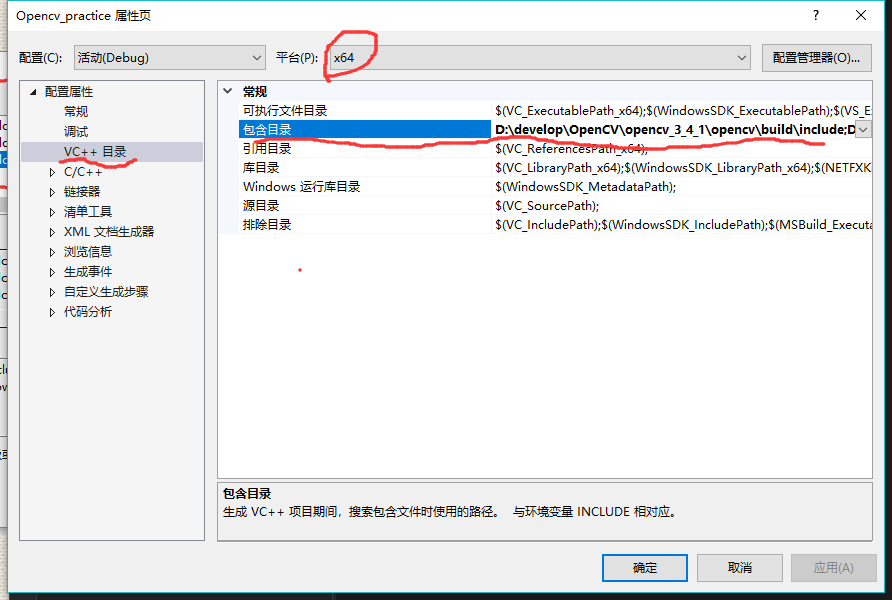 Opencv_practice 属性页
配置(C): 活动(Debug) 平台(P): x64 配置管理器(O)...
配置属性
常规
调试
VC++ 目录
C/C++
链接器
清单工具
XML 文档生成器
浏览信息
生成事件
自定义生成步骤
代码分析
常规
可执行文件目录 $(VC_ExecutablePath_x64);$(WindowsSDK_ExecutablePath);$(VS_E
包含目录 D:\develop\OpenCV\opencv_3_4_1\opencv\build\include;D
引用目录 $(VC_ReferencesPath_x64);
库目录 $(VC_LibraryPath_x64);$(WindowsSDK_LibraryPath_x64);$(NETFXK
Windows 运行库目录 $(WindowsSDK_MetadataPath);
源目录 $(VC_SourcePath);
排除目录 $(VC_IncludePath);$(WindowsSDK_IncludePath);$(MSBuild_Executa
包含目录
生成 VC++ 项目期间，搜索包含文件时使用的路径。 与环境变量 INCLUDE 相对应。
确定 取消 应用(A)